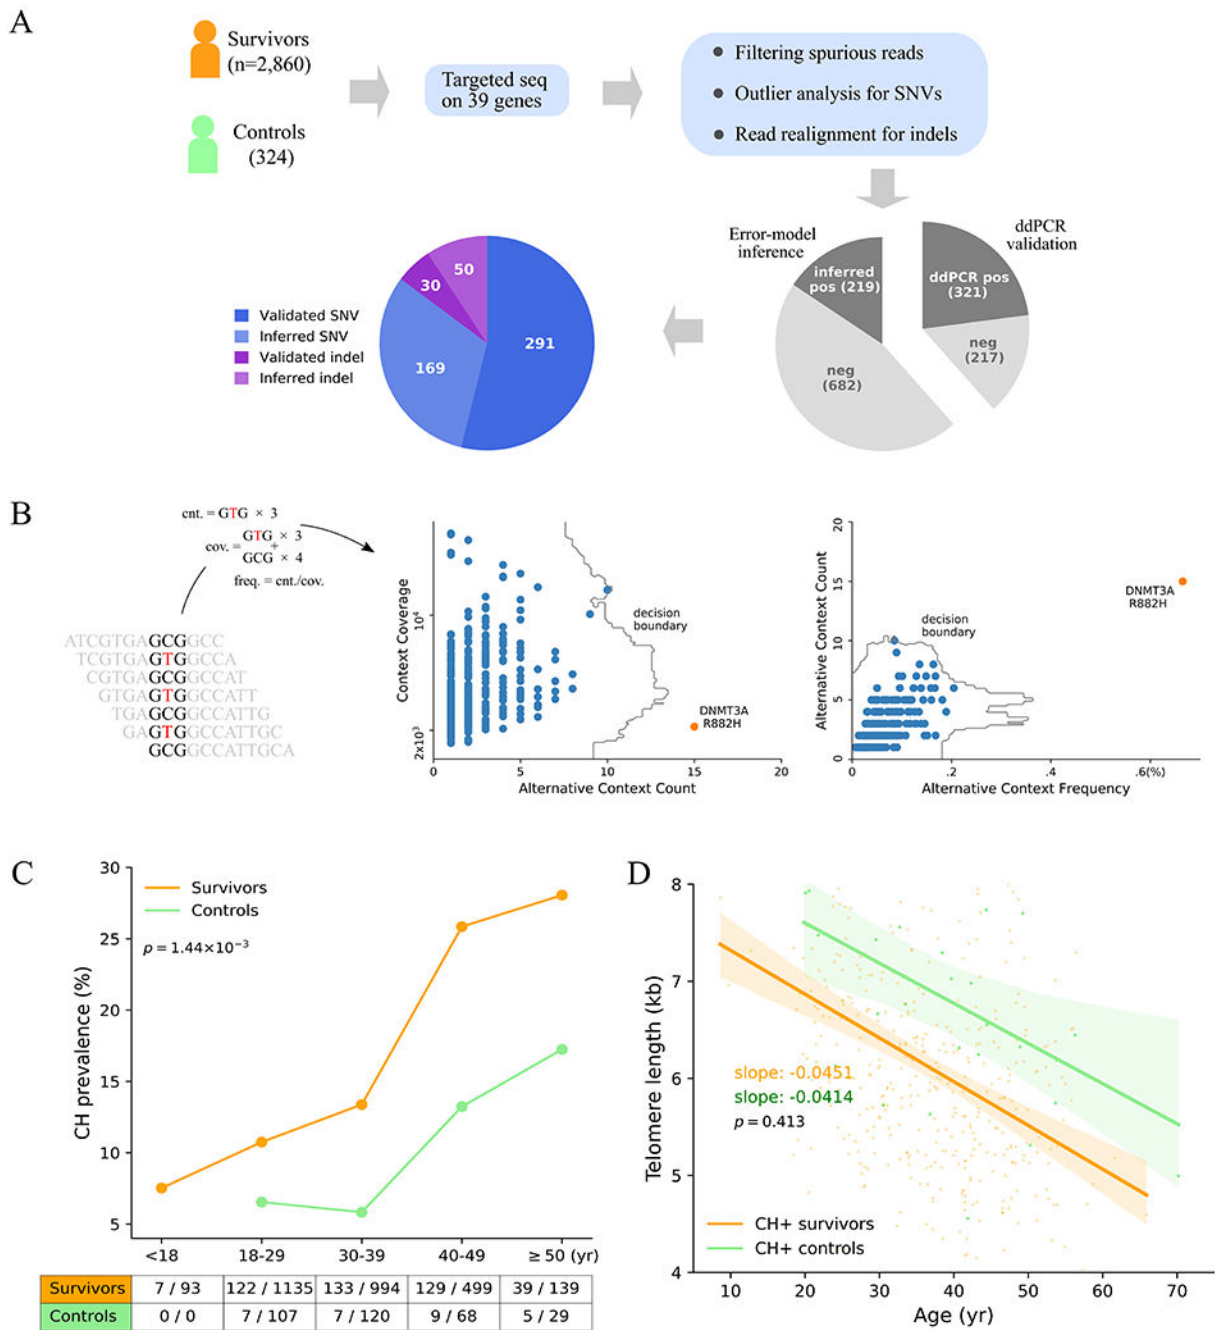 A
Survivors
(n=2,860)
Controls
(324)
Targeted seq
on 39 genes
● Filtering spurious reads
● Outlier analysis for SNVs
● Read realignment for indels
Error-model
inference
ddPCR
validation
inferred
pos (219)
ddPCR pos
(321)
neg
(217)
neg
(682)
Validated SNV
Inferred SNV
Validated indel
Inferred indel
50
30
291
169
B
cnt. = GTG × 3
GTG × 3
cov. = +
GCG × 4
freq. = cnt./cov.
ATCGTGAGCGGCC
TCGTGAGTGGCCA
CGTGAGCGGCCAT
GTGAGTGGCCATT
TGAGCGGCCATTG
GAGTGGCCATTGC
GCGGCCATTGCA
Context Coverage
10⁴
2x10³
decision
boundary
DNMT3A
R882H
0 5 10 15 20
Alternative Context Count
Alternative Context Count
20
15
10
5
0
decision
boundary
DNMT3A
R882H
0 .2 .4 .6(%)
Alternative Context Frequency
C
CH prevalence (%)
30
25
20
15
10
5
Survivors
Controls
p = 1.44×10⁻³
<18 18-29 30-39 40-49 ≥ 50 (yr)
Survivors 7 / 93 122 / 1135 133 / 994 129 / 499 39 / 139
Controls 0 / 0 7 / 107 7 / 120 9 / 68 5 / 29
D
Telomere length (kb)
8
7
6
5
4
slope: -0.0451
slope: -0.0414
p = 0.413
CH+ survivors
CH+ controls
10 20 30 40 50 60 70
Age (yr)